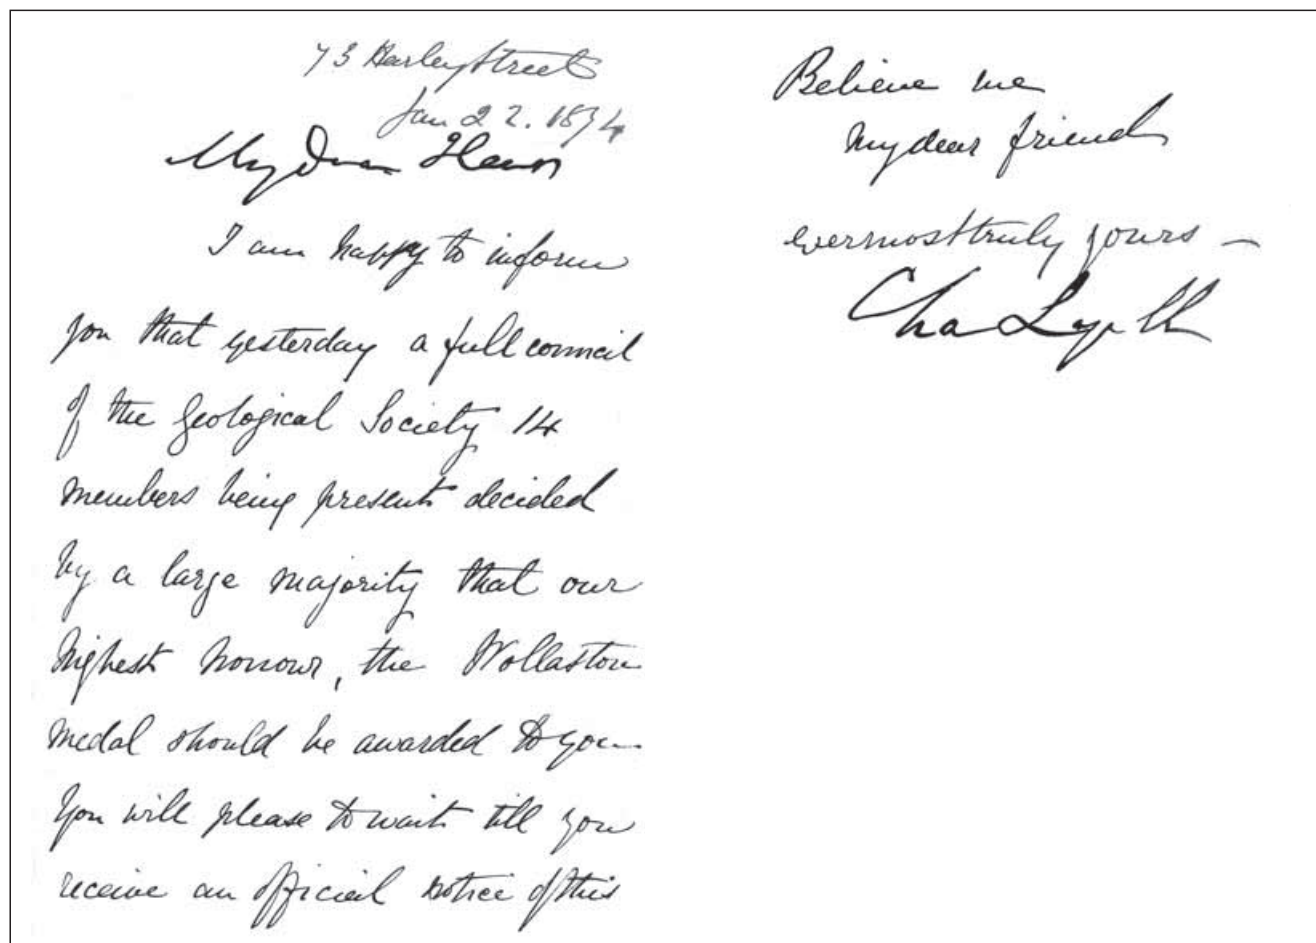 73 Harley Street
Jan 22. 1874
My Dear Heer
I am happy to inform
you that yesterday a full council
of the Geological Society 14
members being present decided
by a large majority that our
highest honour, the Wollaston
medal should be awarded to you
You will please to wait till you
receive an official notice of this
Believe me
my dear friend
ever most truly yours —
Cha Lyell